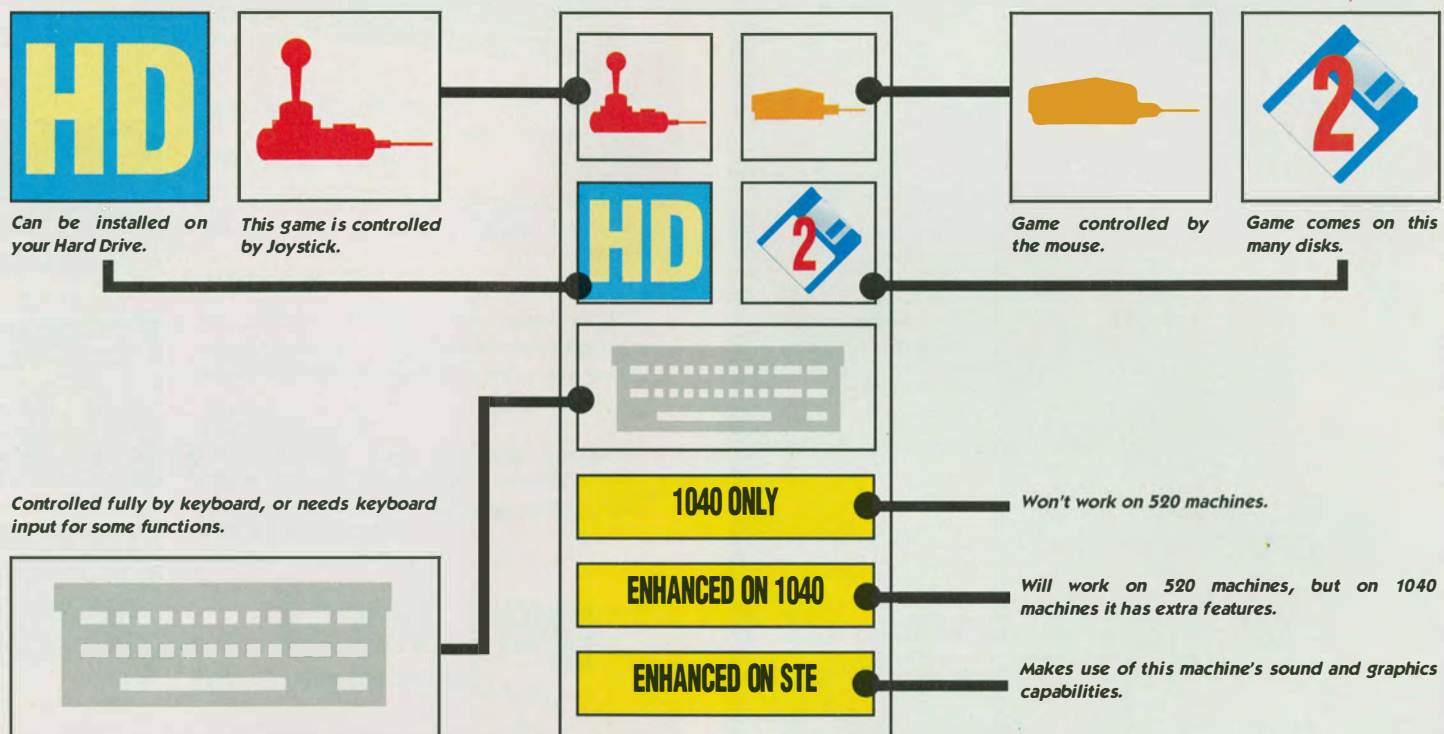 HD
2
Can be installed on
your Hard Drive.
This game is controlled
by Joystick.
HD
2
Game controlled by
the mouse.
Game comes on this
many disks.
Controlled fully by keyboard, or needs keyboard
input for some functions.
1040 ONLY
Won't work on 520 machines.
ENHANCED ON 1040
Will work on 520 machines, but on 1040
machines it has extra features.
ENHANCED ON STE
Makes use of this machine's sound and graphics
capabilities.